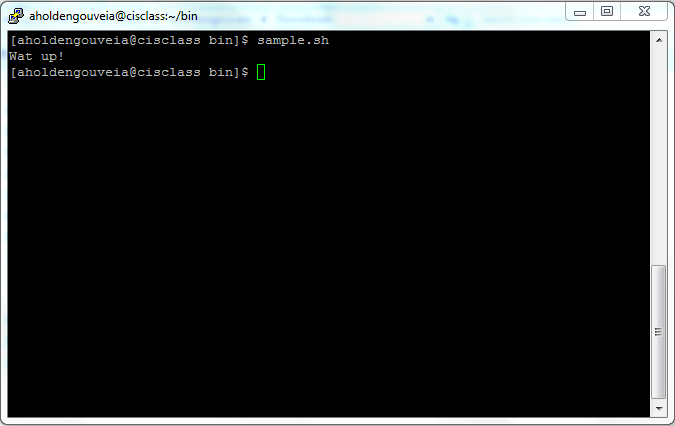 aholdengouveia@cisclass:~/bin
[aholdengouveia@cisclass bin]$ sample.sh
Wat up!
[aholdengouveia@cisclass bin]$